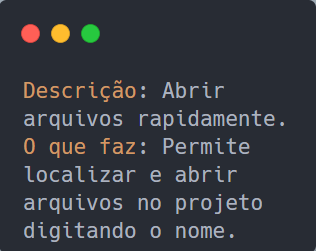 Descrição: Abrir
arquivos rapidamente.
O que faz: Permite
localizar e abrir
arquivos no projeto
digitando o nome.